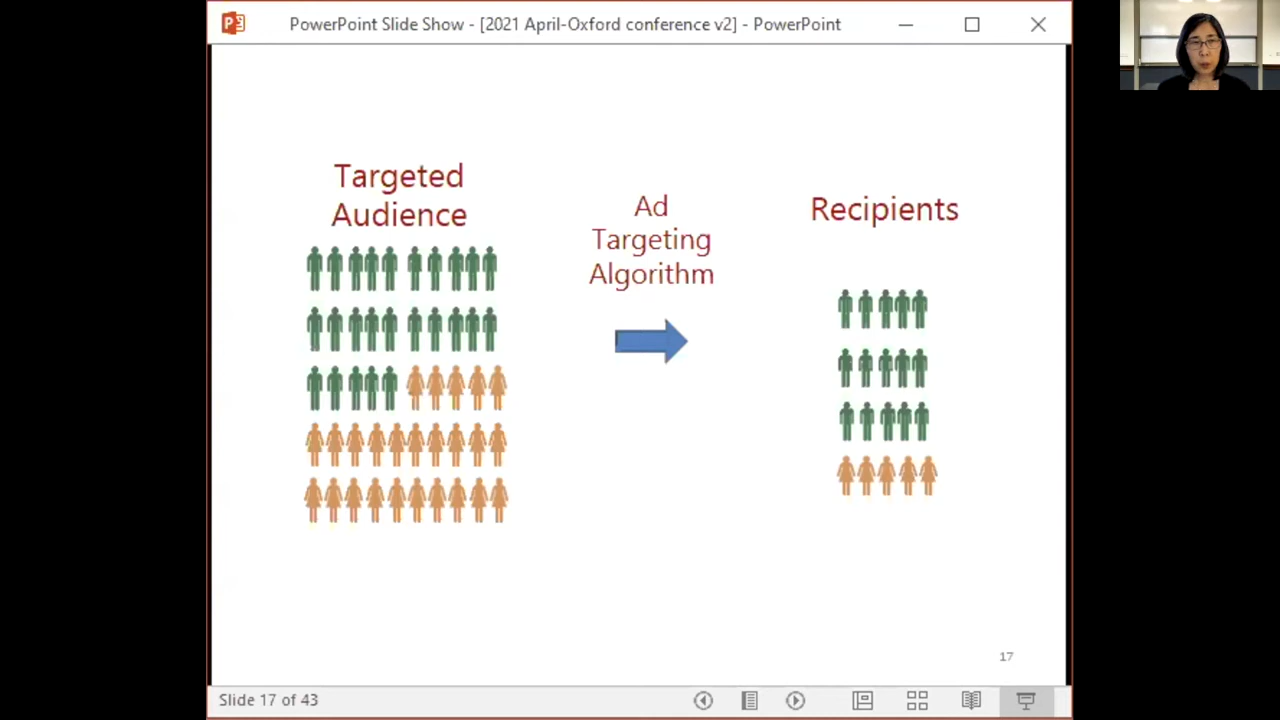 PowerPoint Slide Show - [2021 April-Oxford conference v2] - PowerPoint
Targeted
Audience
Ad
Targeting
Algorithm
Recipients
17
Slide 17 of 43